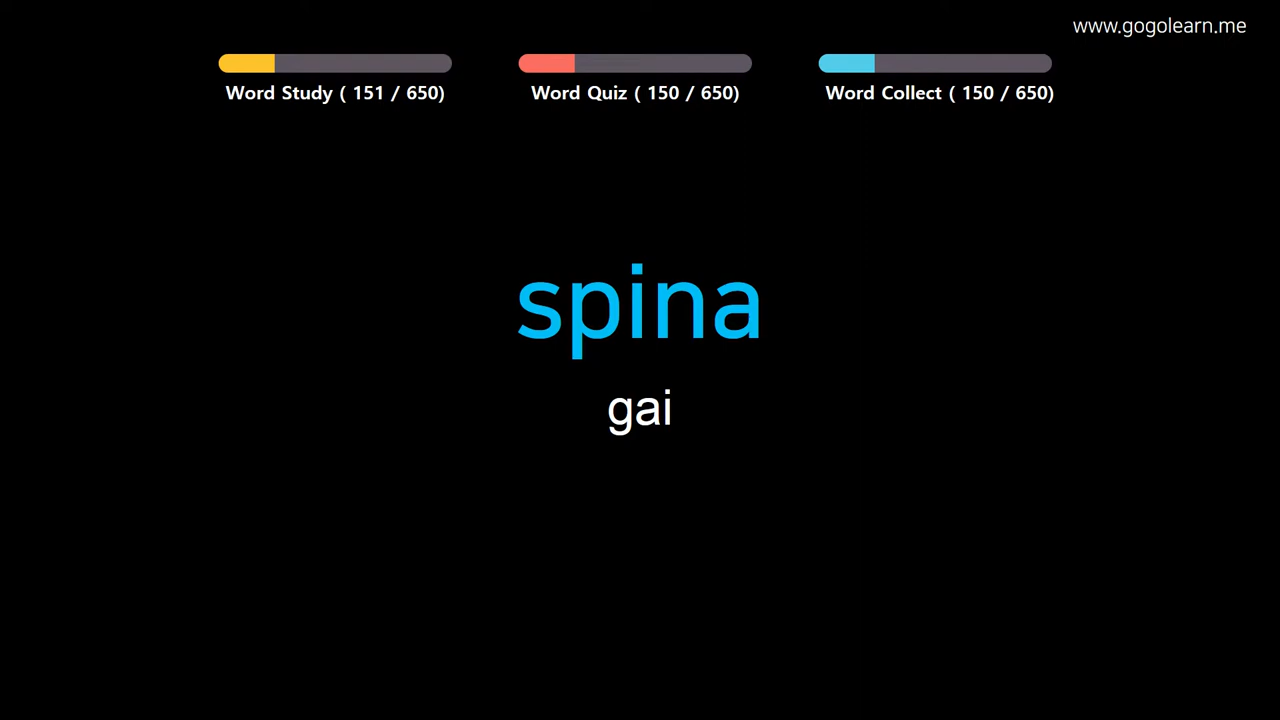 www.gogolearn.me
Word Study ( 151 / 650)
Word Quiz ( 150 / 650)
Word Collect ( 150 / 650)
spina
gai